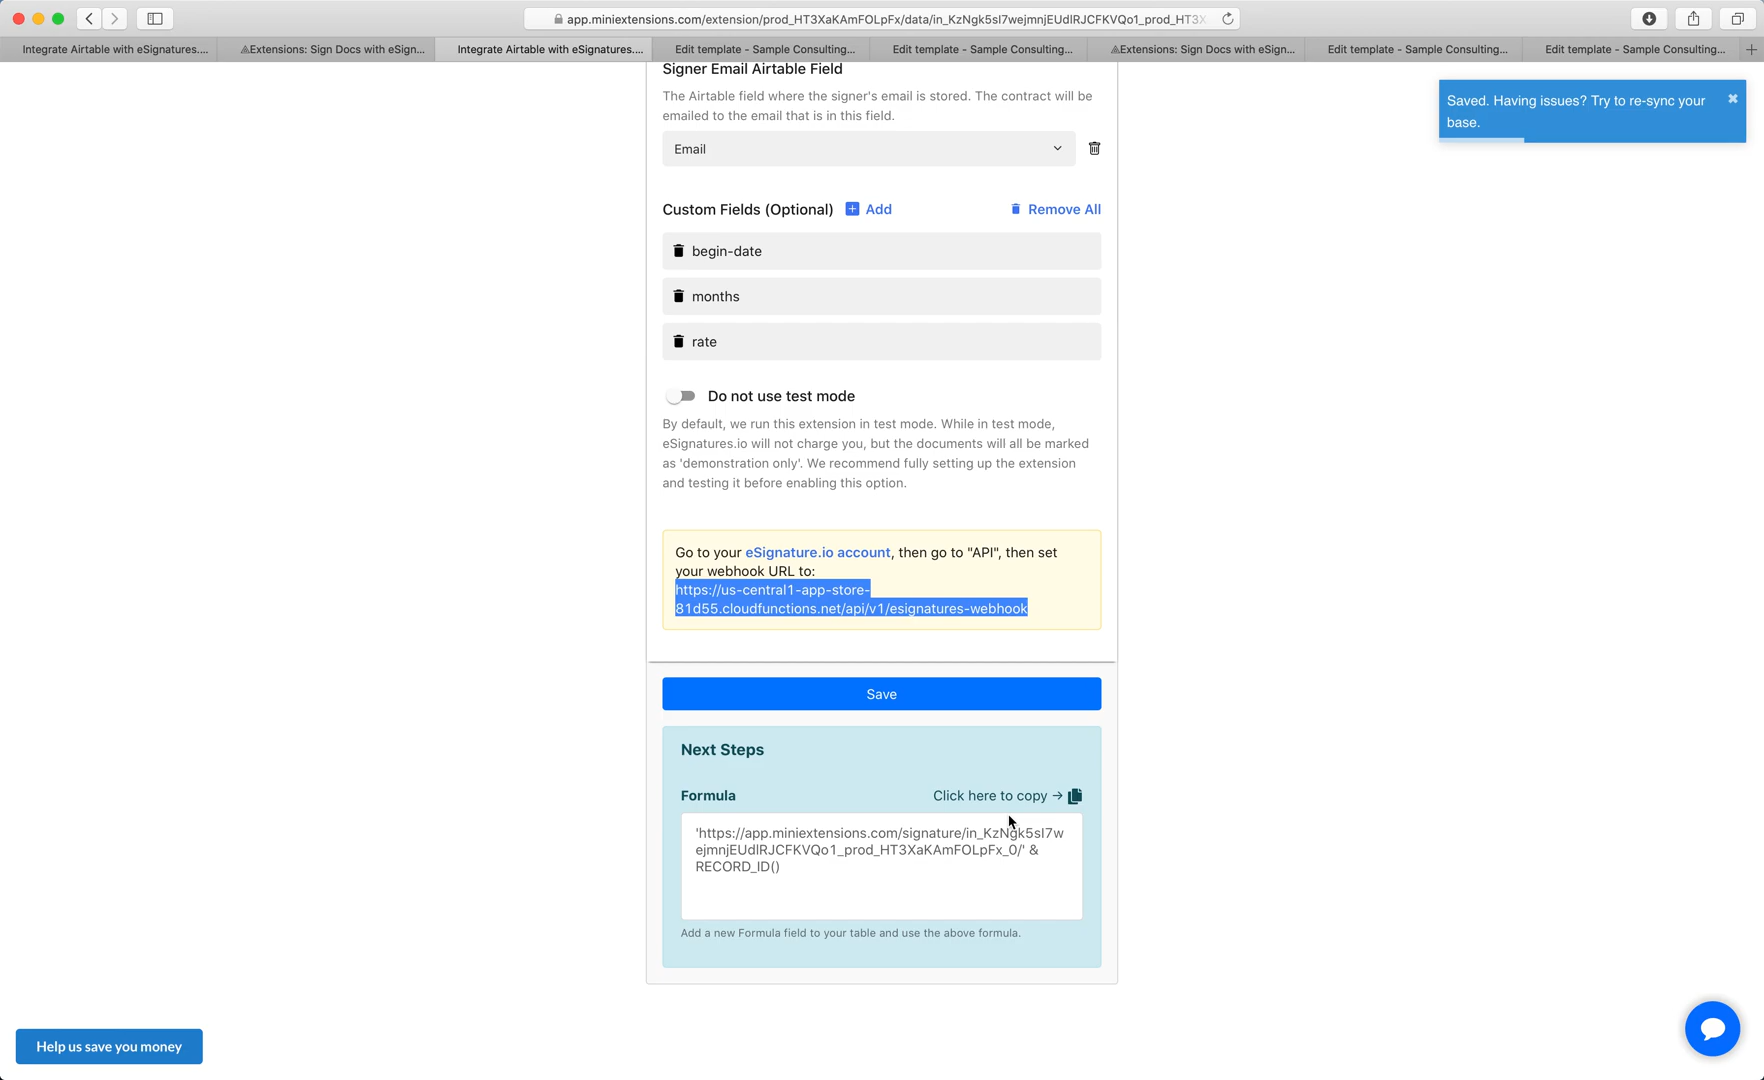 app.miniextensions.com/extension/prod_HT3XaKAmFOLpFx/data/in_KzNgk5sI7wejmnjEUdlRJCFKVQo1_prod_HT3X
Integrate Airtable with eSignatures....
⩓Extensions: Sign Docs with eSign...
Integrate Airtable with eSignatures....
Edit template - Sample Consulting...
Edit template - Sample Consulting...
⩓Extensions: Sign Docs with eSign...
Edit template - Sample Consulting...
Edit template - Sample Consulting...
Signer Email Airtable Field
The Airtable field where the signer's email is stored. The contract will be
emailed to the email that is in this field.
Email
Saved. Having issues? Try to re-sync your
base.
Custom Fields (Optional) Add Remove All
begin-date
months
rate
Do not use test mode
By default, we run this extension in test mode. While in test mode,
eSignatures.io will not charge you, but the documents will all be marked
as 'demonstration only'. We recommend fully setting up the extension
and testing it before enabling this option.
Go to your eSignature.io account, then go to "API", then set
your webhook URL to:
https://us-central1-app-store-
81d55.cloudfunctions.net/api/v1/esignatures-webhook
Save
Next Steps
Formula Click here to copy →
'https://app.miniextensions.com/signature/in_KzNgk5sI7w
ejmnjEUdlRJCFKVQo1_prod_HT3XaKAmFOLpFx_0/' &
RECORD_ID()
Add a new Formula field to your table and use the above formula.
Help us save you money